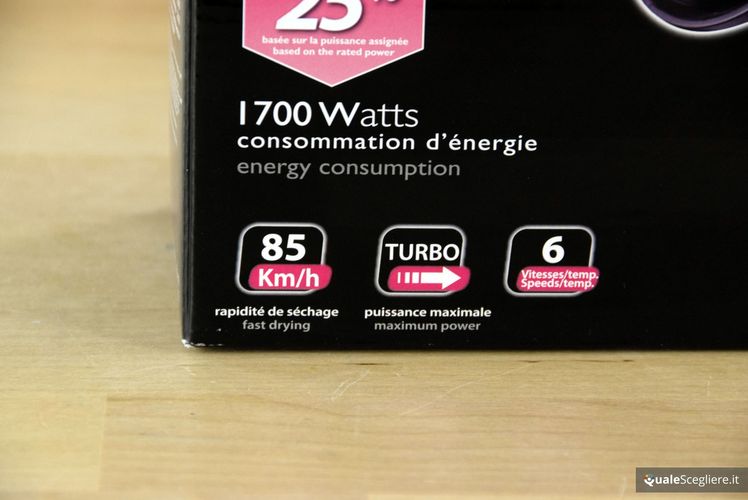 25%
basée sur la puissance assignée
based on the rated power
1700 Watts
consommation d'énergie
energy consumption
85
Km/h
rapidité de séchage
fast drying
TURBO
puissance maximale
maximum power
6
Vitesses/temp.
Speeds/temp.
QualeScegliere.it